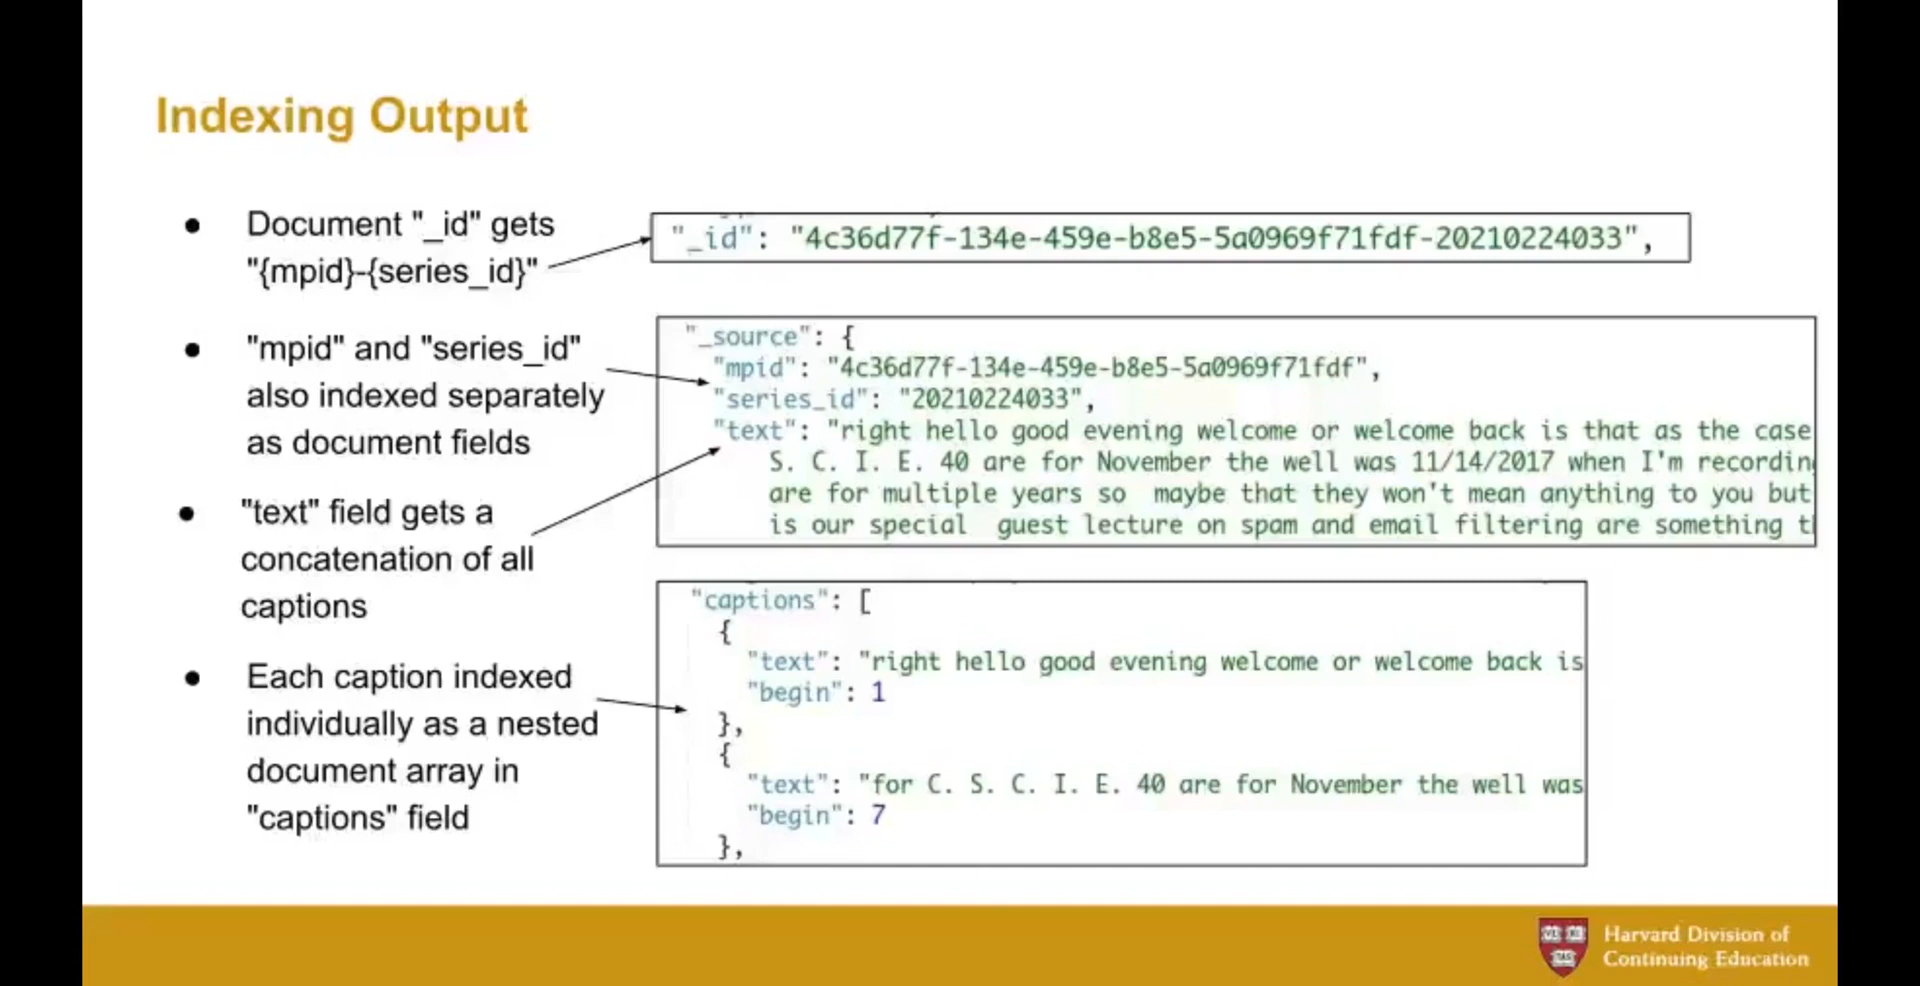 Indexing Output
● Document "_id" gets
"{mpid}-{series_id}"
● "mpid" and "series_id"
also indexed separately
as document fields
● "text" field gets a
concatenation of all
captions
● Each caption indexed
individually as a nested
document array in
"captions" field
"_id": "4c36d77f-134e-459e-b8e5-5a0969f71fdf-20210224033",
"_source": {
"mpid": "4c36d77f-134e-459e-b8e5-5a0969f71fdf",
"series_id": "20210224033",
"text": "right hello good evening welcome or welcome back is that as the case
S. C. I. E. 40 are for November the well was 11/14/2017 when I'm recordin
are for multiple years so maybe that they won't mean anything to you but
is our special guest lecture on spam and email filtering are something
"captions": [
{
"text": "right hello good evening welcome or welcome back is
"begin": 1
},
{
"text": "for C. S. C. I. E. 40 are for November the well was
"begin": 7
},
Harvard Division of
Continuing Education